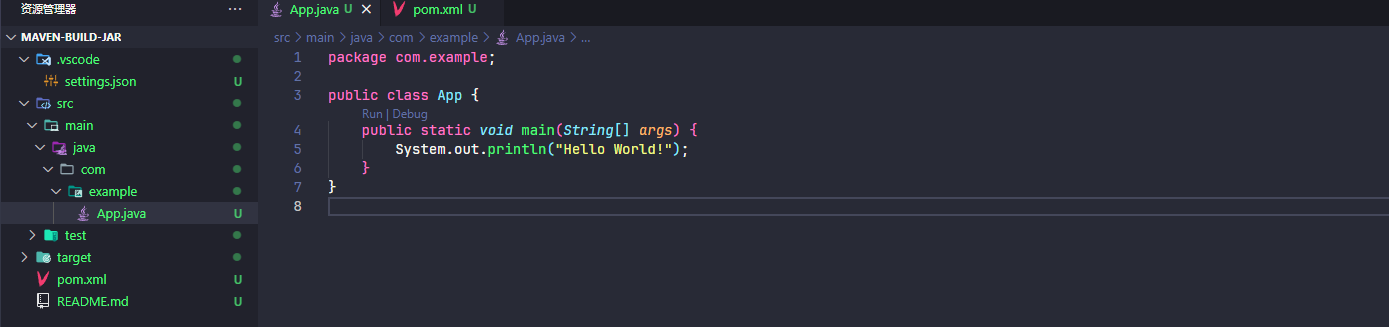 资源管理器
···
MAVEN-BUILD-JAR
.vscode
settings.json U
src
main
java
com
example
App.java U
test
target
pom.xml U
README.md U
App.java U
pom.xml U
src > main > java > com > example > App.java > ...
1 package com.example;
2
3 public class App {
Run | Debug
4 public static void main(String[] args) {
5 System.out.println("Hello World!");
6 }
7 }
8